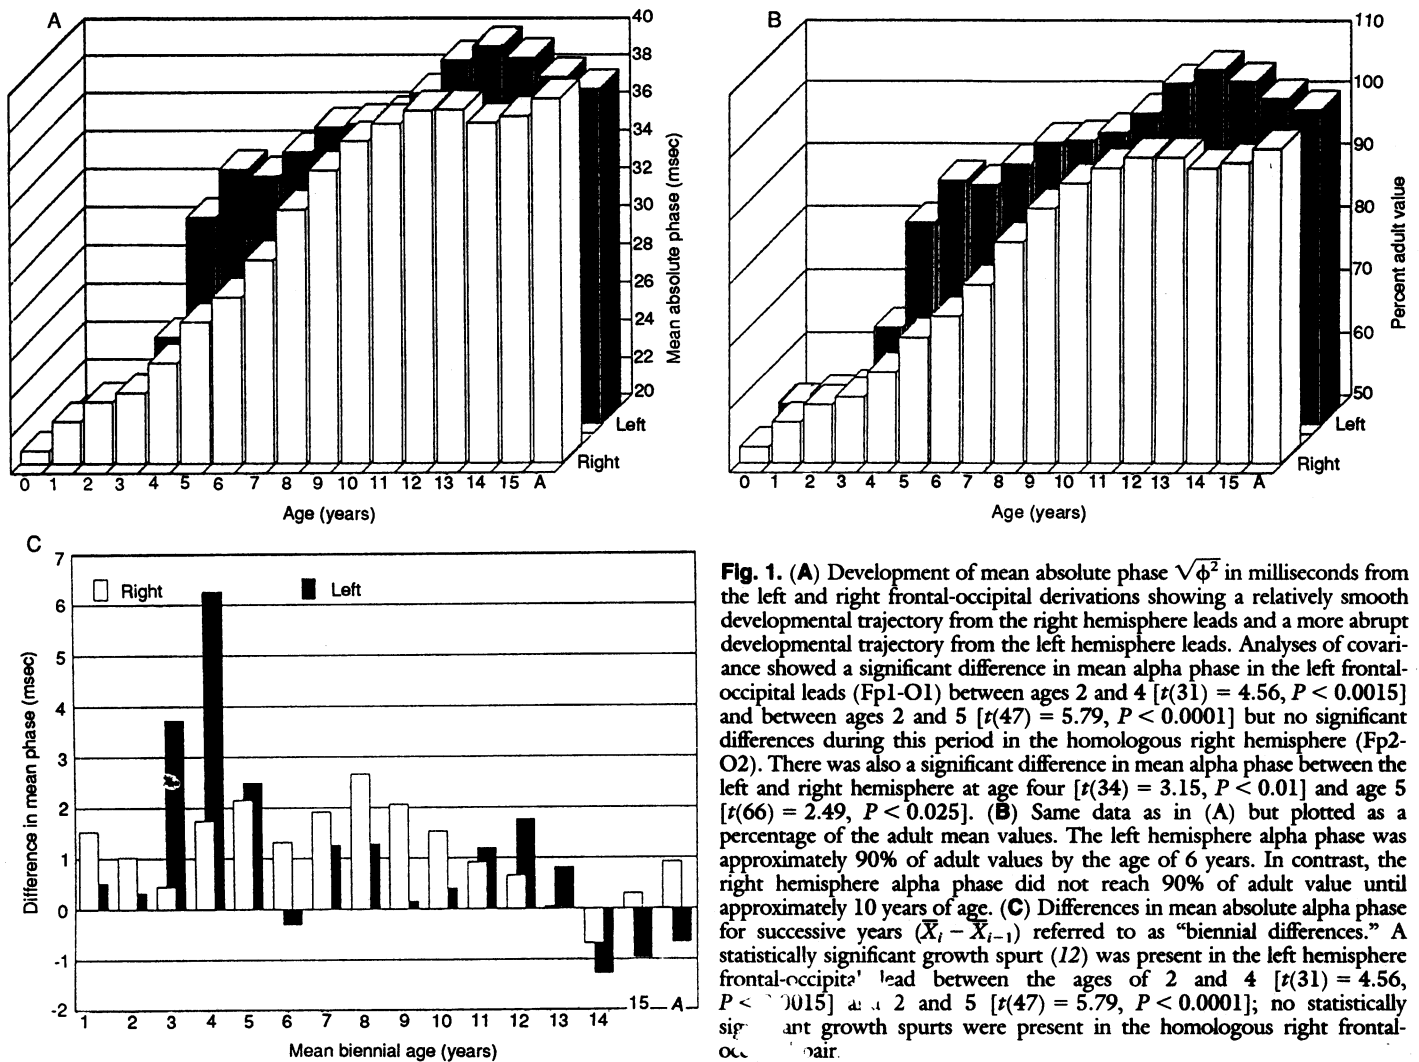 A
40
38
36
34
32
30
28
26
24
22
20
Mean absolute phase (msec)
Left
Right
0 1 2 3 4 5 6 7 8 9 10 11 12 13 14 15 A
Age (years)
B
110
100
90
80
70
60
50
Percent adult value
Left
Right
0 1 2 3 4 5 6 7 8 9 10 11 12 13 14 15 A
Age (years)
C
7
6
5
4
3
2
1
0
-1
-2
Difference in mean phase (msec)
Right Left
1 2 3 4 5 6 7 8 9 10 11 12 13 14 15 A
Mean biennial age (years)
Fig. 1. (A) Development of mean absolute phase √ϕ² in milliseconds from
the left and right frontal-occipital derivations showing a relatively smooth
developmental trajectory from the right hemisphere leads and a more abrupt
developmental trajectory from the left hemisphere leads. Analyses of covari-
ance showed a significant difference in mean alpha phase in the left frontal-
occipital leads (Fp1-O1) between ages 2 and 4 [t(31) = 4.56, P < 0.0015]
and between ages 2 and 5 [t(47) = 5.79, P < 0.0001] but no significant
differences during this period in the homologous right hemisphere (Fp2-
O2). There was also a significant difference in mean alpha phase between the
left and right hemisphere at age four [t(34) = 3.15, P < 0.01] and age 5
[t(66) = 2.49, P < 0.025]. (B) Same data as in (A) but plotted as a
percentage of the adult mean values. The left hemisphere alpha phase was
approximately 90% of adult values by the age of 6 years. In contrast, the
right hemisphere alpha phase did not reach 90% of adult value until
approximately 10 years of age. (C) Differences in mean absolute alpha phase
for successive years (X̄i − X̄i−1) referred to as “biennial differences.” A
statistically significant growth spurt (12) was present in the left hemisphere
frontal-occipital lead between the ages of 2 and 4 [t(31) = 4.56,
P < 0015] 2 and 5 [t(47) = 5.79, P < 0.0001]; no statistically
growth spurts were present in the homologous right frontal-
pair.